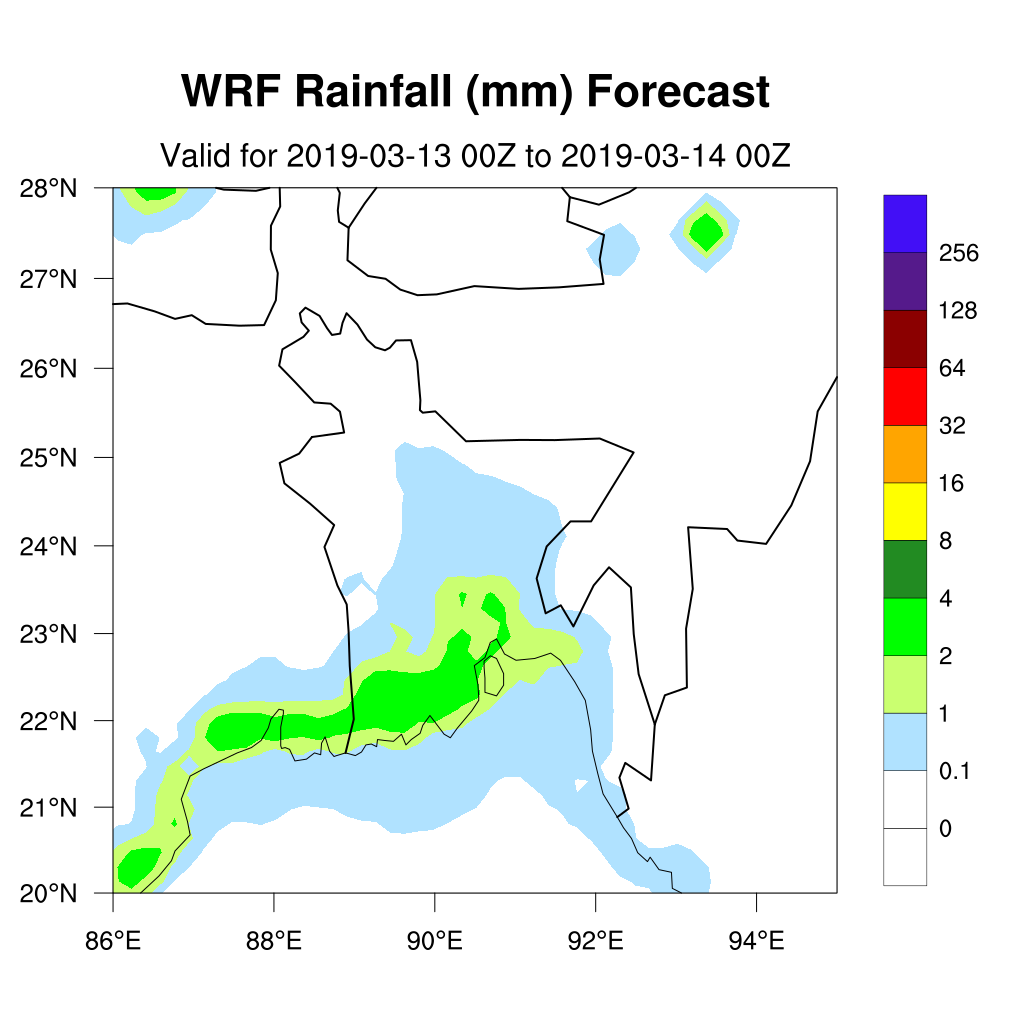 WRF Rainfall (mm) Forecast
Valid for 2019-03-13 00Z to 2019-03-14 00Z
28°N
27°N
26°N
25°N
24°N
23°N
22°N
21°N
20°N
86°E 88°E 90°E 92°E 94°E
256
128
64
32
16
8
4
2
1
0.1
0